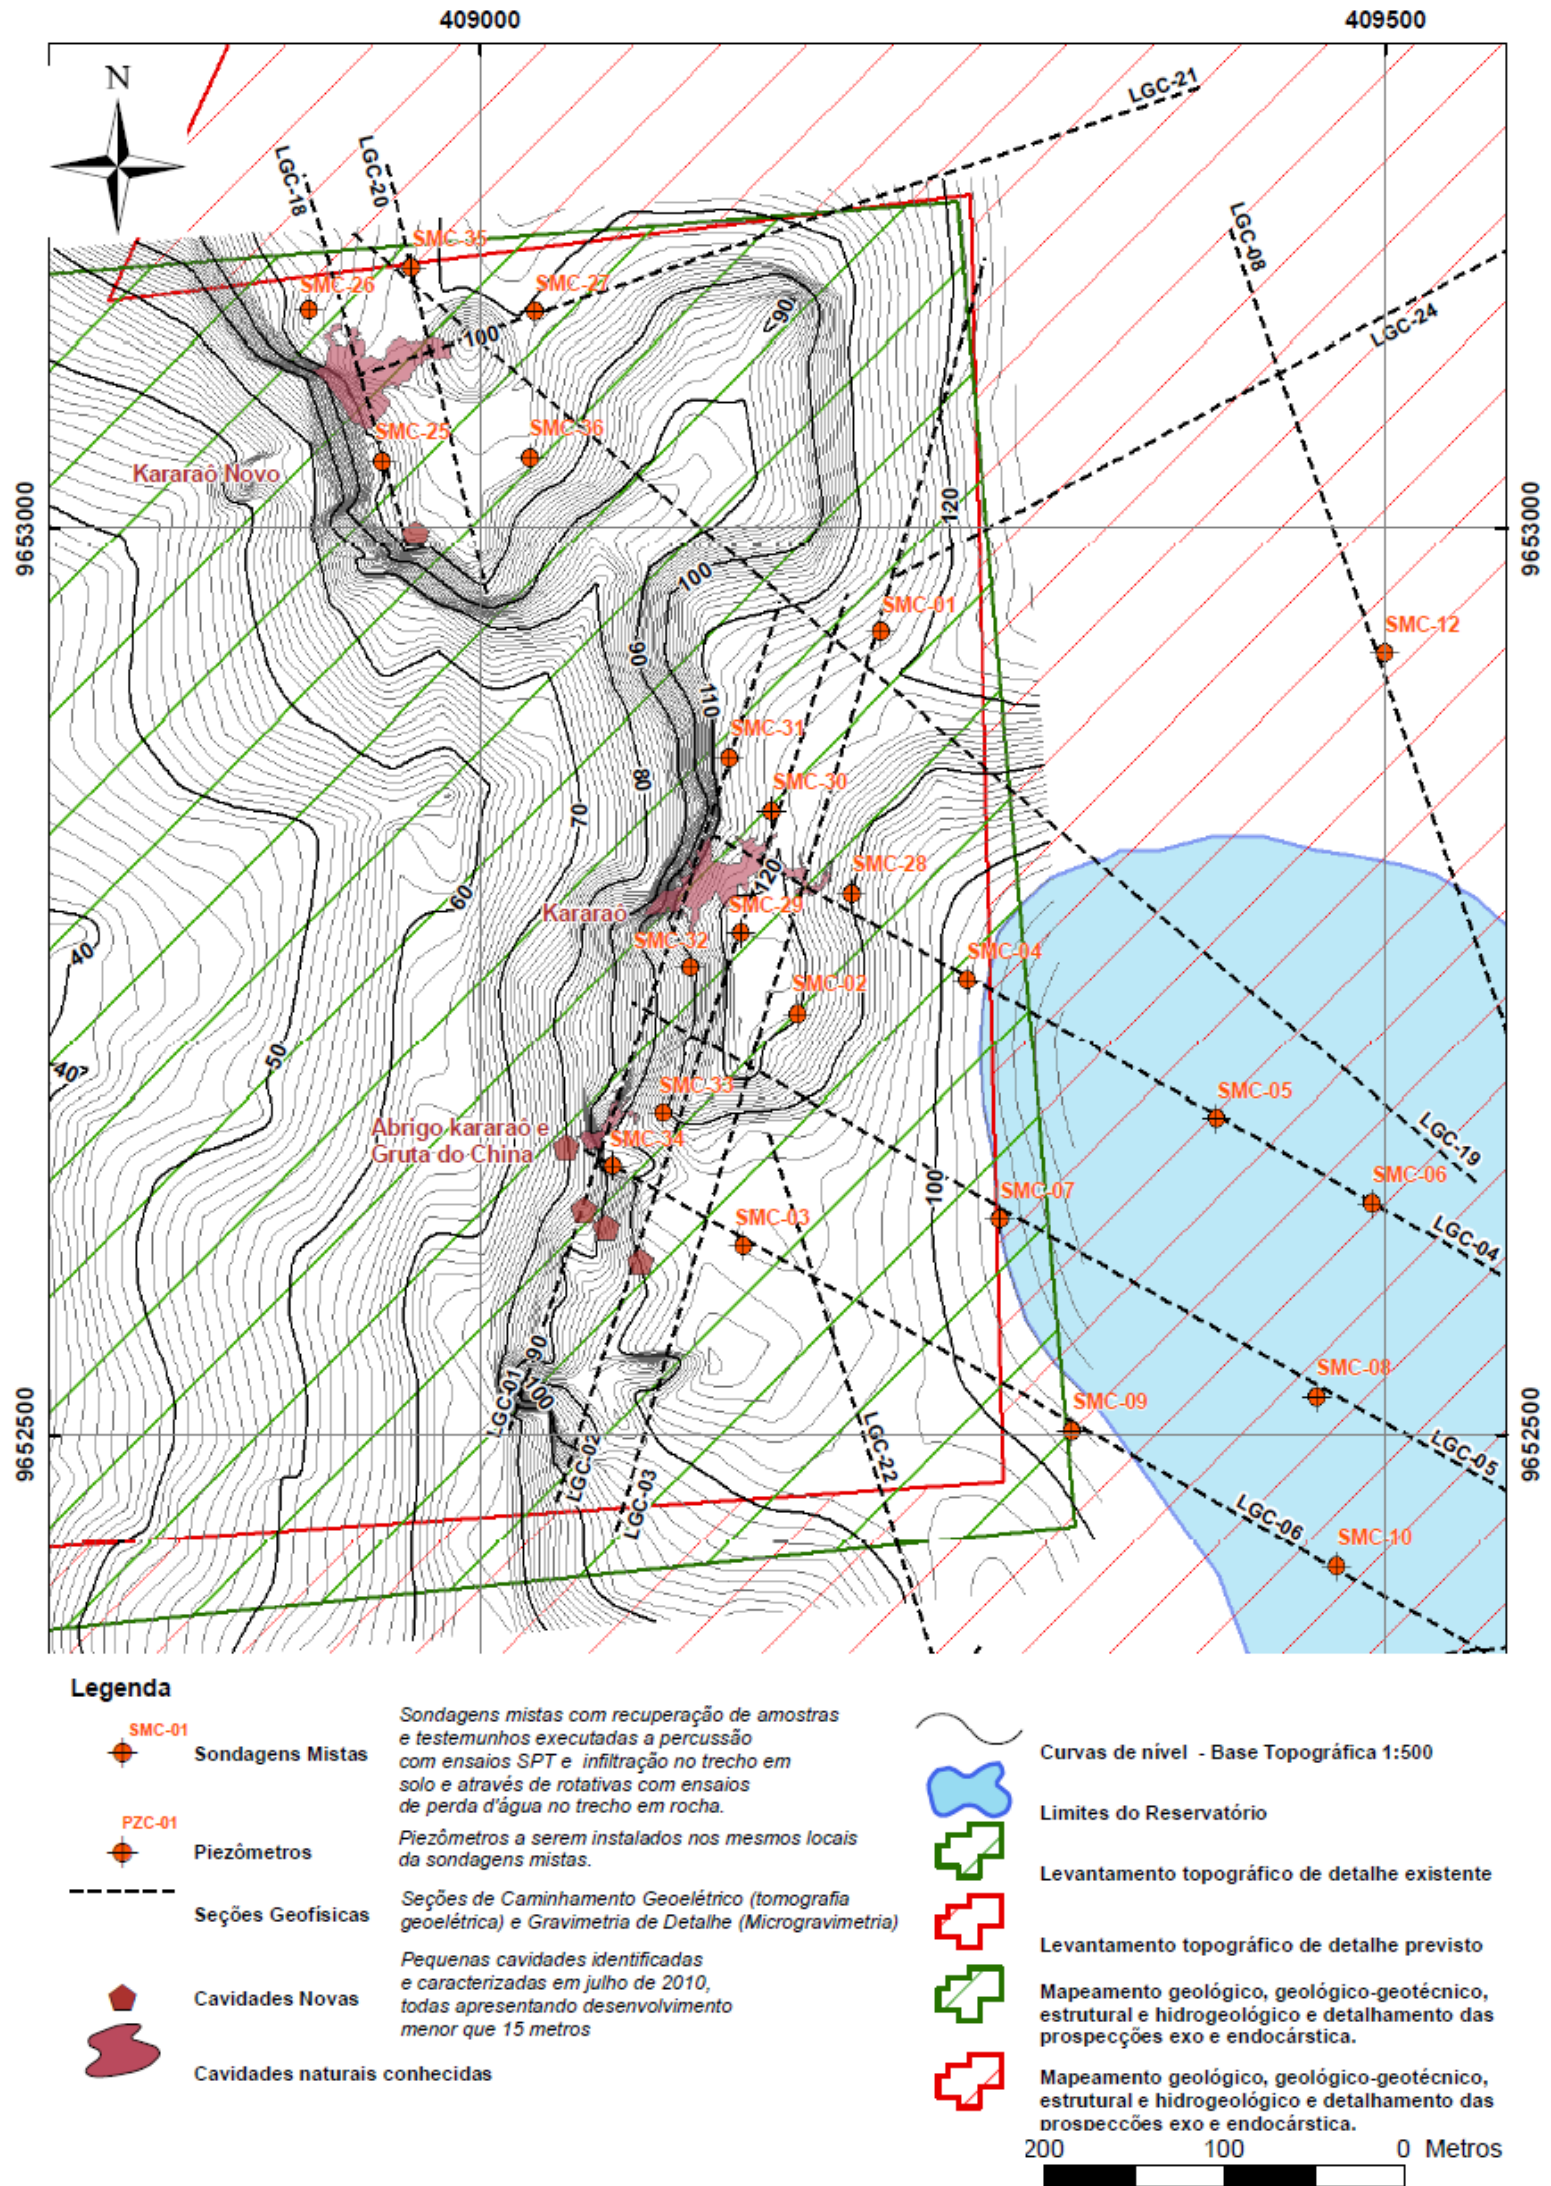 409000
409500
N
LGC-21
LGC-18
LGC-20
LGC-08
SMC-35
SMC-26
SMC-27
<90
100
LGC-24
SMC-25
SMC-36
Kararaô Novo
120
9653000
9653000
100
SMC-01
SMC-12
90
110
SMC-31
80
SMC-30
70
120
SMC-28
60
Kararaô
SMC-29
SMC-32
SMC-04
40
SMC-02
50
40
SMC-33
SMC-05
Abrigo kararaô e
Gruta do China
SMC-34
LGC-19
100
SMC-07
SMC-06
SMC-03
LGC-04
90
100
SMC-08
LGC-01
SMC-09
9652500
9652500
LGC-02
LGC-22
LGC-05
LGC-03
LGC-06
SMC-10
Legenda
SMC-01
Sondagens Mistas
Sondagens mistas com recuperação de amostras
e testemunhos executadas a percussão
com ensaios SPT e infiltração no trecho em
solo e através de rotativas com ensaios
de perda d'água no trecho em rocha.
PZC-01
Piezômetros
Piezômetros a serem instalados nos mesmos locais
da sondagens mistas.
Seções Geofísicas
Seções de Caminhamento Geoelétrico (tomografia
geoelétrica) e Gravimetria de Detalhe (Microgravimetria)
Cavidades Novas
Pequenas cavidades identificadas
e caracterizadas em julho de 2010,
todas apresentando desenvolvimento
menor que 15 metros
Cavidades naturais conhecidas
Curvas de nível - Base Topográfica 1:500
Limites do Reservatório
Levantamento topográfico de detalhe existente
Levantamento topográfico de detalhe previsto
Mapeamento geológico, geológico-geotécnico,
estrutural e hidrogeológico e detalhamento das
prospecções exo e endocárstica.
Mapeamento geológico, geológico-geotécnico,
estrutural e hidrogeológico e detalhamento das
prospecções exo e endocárstica.
200 100 0 Metros